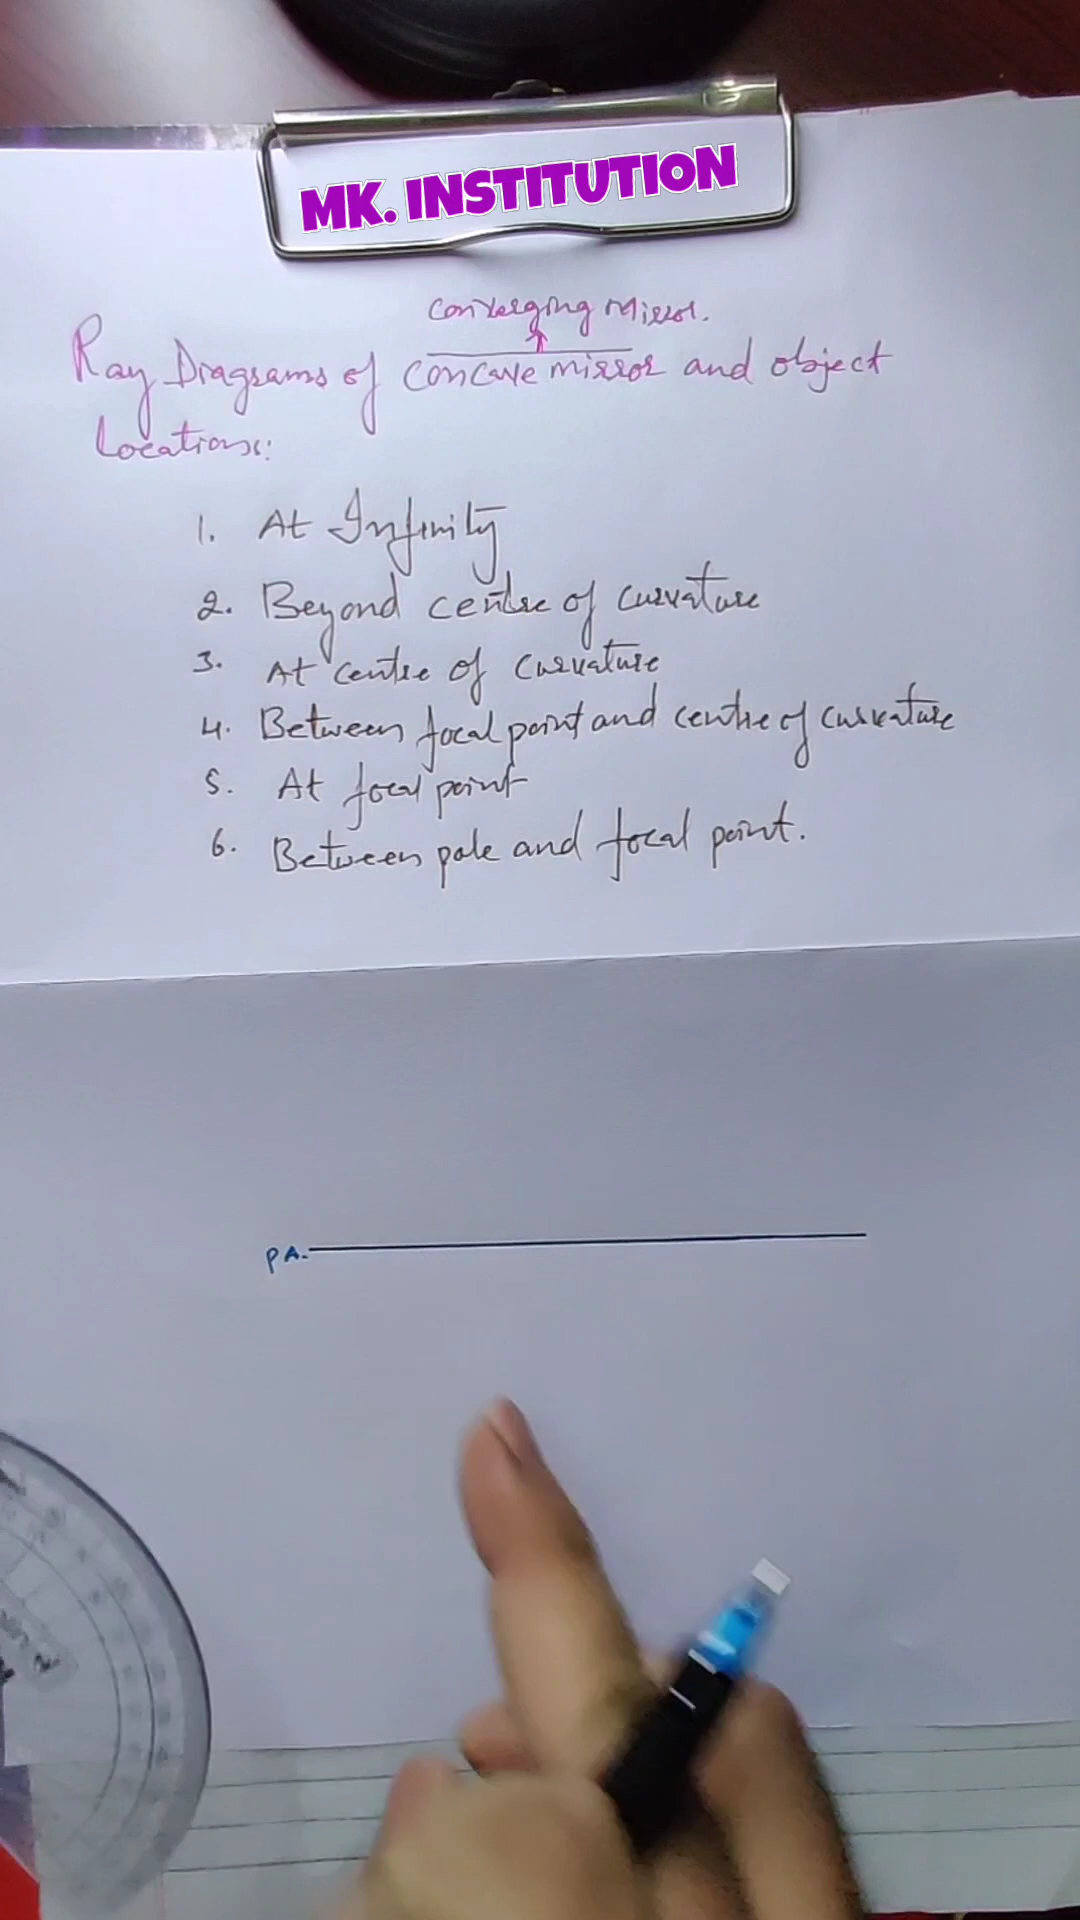 MK. INSTITUTION
Converging Mirror.
Ray Diagrams of concave mirror and object
Locations:
1. At Infinity
2. Beyond centre of curvature
3. At centre of curvature
4. Between focal point and centre of curvature
5. At focal point
6. Between pole and focal point.
P A.